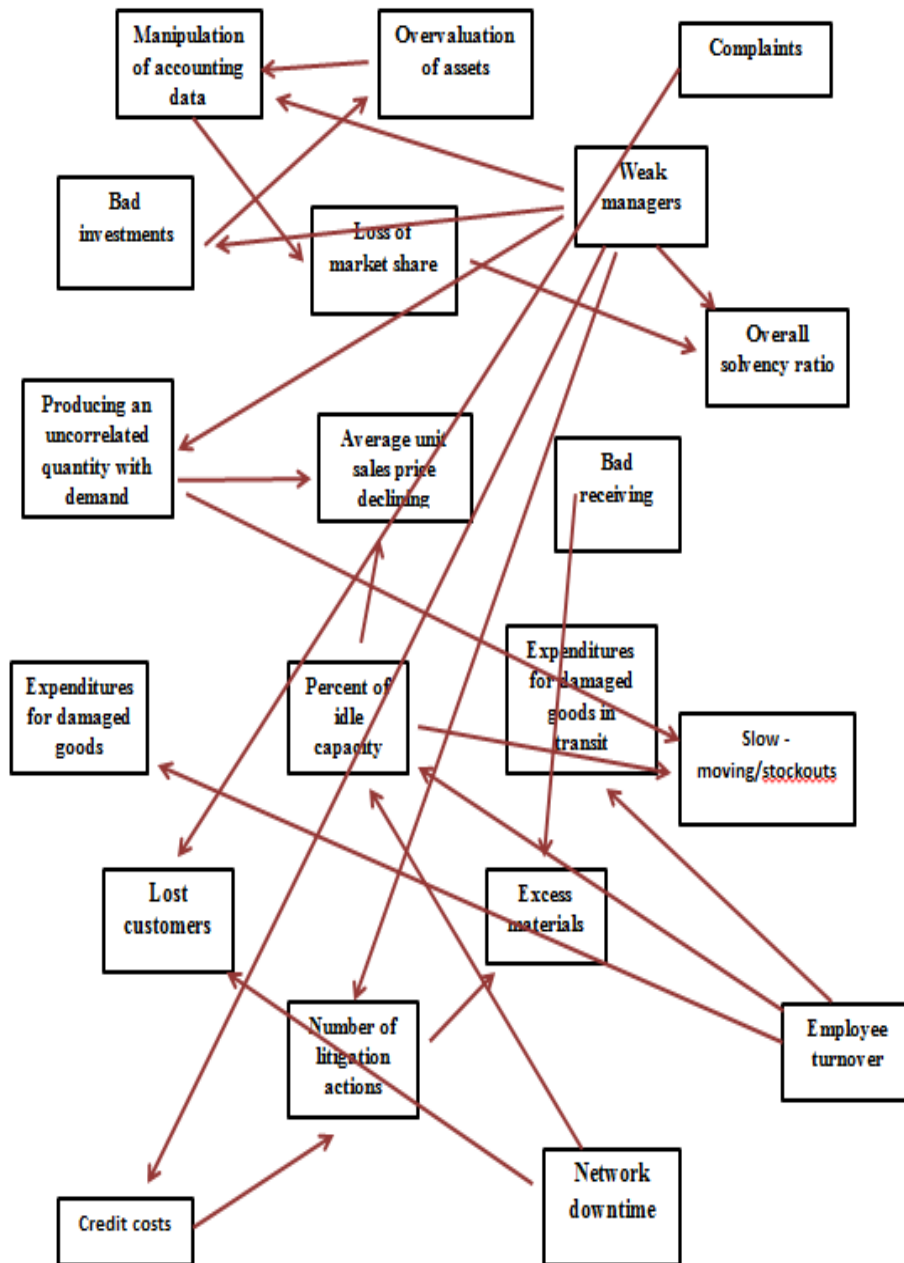 Manipulation
of accounting
data
Overvaluation
of assets
Complaints
Weak
managers
Bad
investments
Loss of
market share
Overall
solvency ratio
Producing an
uncorrelated
quantity with
demand
Average unit
sales price
declining
Bad
receiving
Expenditures
for damaged
goods
Percent of
idle
capacity
Expenditures
for damaged
goods in
transit
Slow -
moving/stockouts
Lost
customers
Excess
materials
Number of
litigation
actions
Employee
turnover
Credit costs
Network
downtime